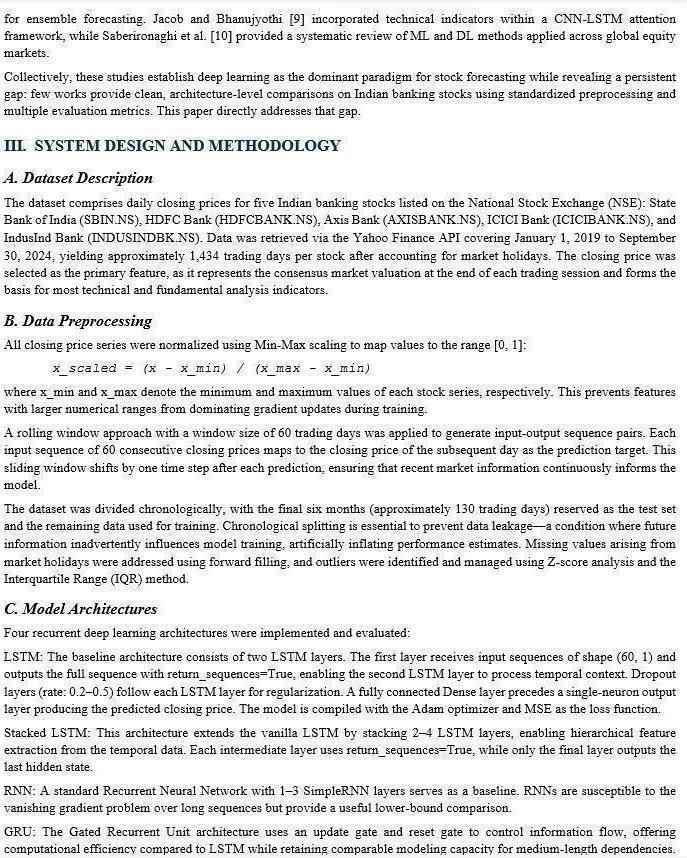 for ensemble forecasting. Jacob and Bhanujyothi [9] incorporated technical indicators within a CNN-LSTM attention
framework, while Saberironaghi et al. [10] provided a systematic review of ML and DL methods applied across global equity
markets.
Collectively, these studies establish deep learning as the dominant paradigm for stock forecasting while revealing a persistent
gap: few works provide clean, architecture-level comparisons on Indian banking stocks using standardized preprocessing and
multiple evaluation metrics. This paper directly addresses that gap.
III. SYSTEM DESIGN AND METHODOLOGY
A. Dataset Description
The dataset comprises daily closing prices for five Indian banking stocks listed on the National Stock Exchange (NSE): State
Bank of India (SBIN.NS), HDFC Bank (HDFCBANK.NS), Axis Bank (AXISBANK.NS), ICICI Bank (ICICIBANK.NS), and
IndusInd Bank (INDUSINDBK.NS). Data was retrieved via the Yahoo Finance API covering January 1, 2019 to September
30, 2024, yielding approximately 1,434 trading days per stock after accounting for market holidays. The closing price was
selected as the primary feature, as it represents the consensus market valuation at the end of each trading session and forms the
basis for most technical and fundamental analysis indicators.
B. Data Preprocessing
All closing price series were normalized using Min-Max scaling to map values to the range [0, 1]:
x_scaled = (x - x_min) / (x_max - x_min)
where x_min and x_max denote the minimum and maximum values of each stock series, respectively. This prevents features
with larger numerical ranges from dominating gradient updates during training.
A rolling window approach with a window size of 60 trading days was applied to generate input-output sequence pairs. Each
input sequence of 60 consecutive closing prices maps to the closing price of the subsequent day as the prediction target. This
sliding window shifts by one time step after each prediction, ensuring that recent market information continuously informs the
model.
The dataset was divided chronologically, with the final six months (approximately 130 trading days) reserved as the test set
and the remaining data used for training. Chronological splitting is essential to prevent data leakage—a condition where future
information inadvertently influences model training, artificially inflating performance estimates. Missing values arising from
market holidays were addressed using forward filling, and outliers were identified and managed using Z-score analysis and the
Interquartile Range (IQR) method.
C. Model Architectures
Four recurrent deep learning architectures were implemented and evaluated:
LSTM: The baseline architecture consists of two LSTM layers. The first layer receives input sequences of shape (60, 1) and
outputs the full sequence with return_sequences=True, enabling the second LSTM layer to process temporal context. Dropout
layers (rate: 0.2–0.5) follow each LSTM layer for regularization. A fully connected Dense layer precedes a single-neuron output
layer producing the predicted closing price. The model is compiled with the Adam optimizer and MSE as the loss function.
Stacked LSTM: This architecture extends the vanilla LSTM by stacking 2–4 LSTM layers, enabling hierarchical feature
extraction from the temporal data. Each intermediate layer uses return_sequences=True, while only the final layer outputs the
last hidden state.
RNN: A standard Recurrent Neural Network with 1–3 SimpleRNN layers serves as a baseline. RNNs are susceptible to the
vanishing gradient problem over long sequences but provide a useful lower-bound comparison.
GRU: The Gated Recurrent Unit architecture uses an update gate and reset gate to control information flow, offering
computational efficiency compared to LSTM while retaining comparable modeling capacity for medium-length dependencies.